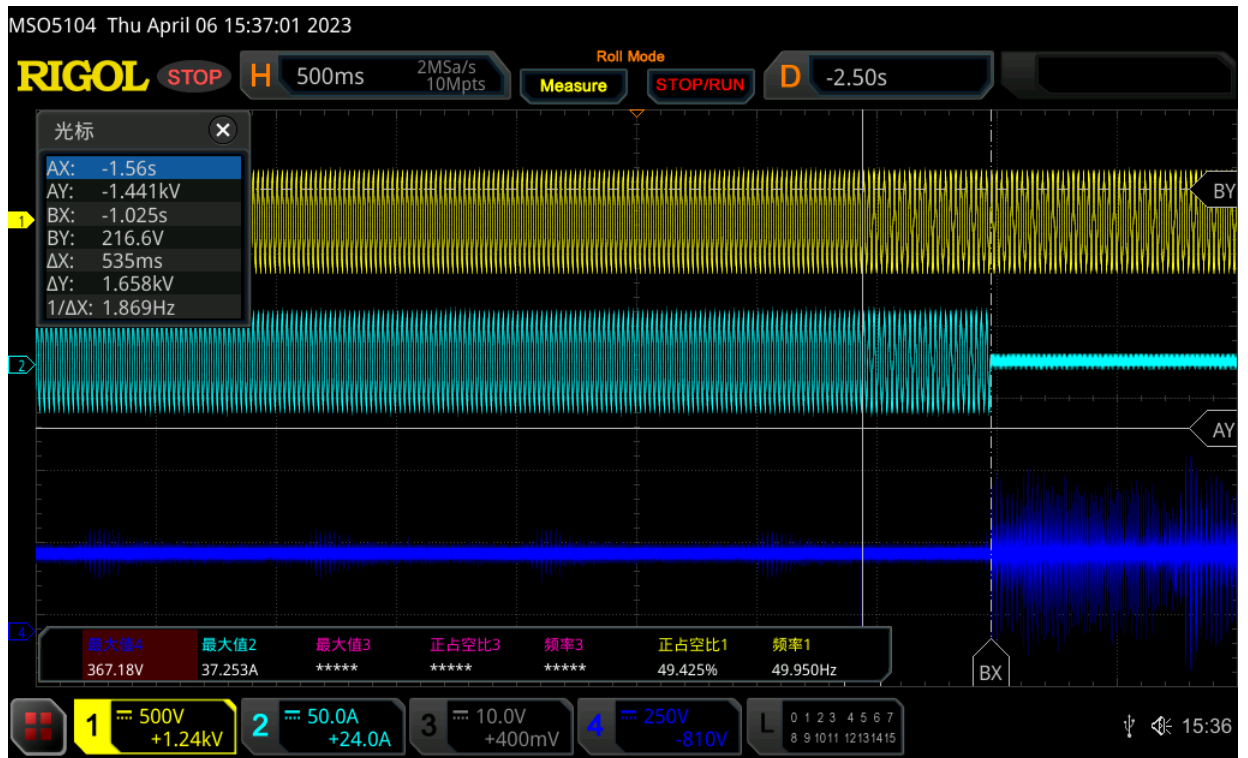 MSO5104 Thu April 06 15:37:01 2023
RIGOL STOP H 500ms 2MSa/s 10Mpts Roll Mode Measure STOP/RUN D -2.50s
光标
AX: -1.56s
AY: -1.441kV
BX: -1.025s
BY: 216.6V
ΔX: 535ms
ΔY: 1.658kV
1/ΔX: 1.869Hz
1
BY
2
AY
4
最大值4 最大值2 最大值3 正占空比3 频率3 正占空比1 频率1
367.18V 37.253A ***** ***** ***** 49.425% 49.950Hz
BX
1 500V 2 50.0A 3 10.0V 4 250V L 0 1 2 3 4 5 6 7
+1.24kV +24.0A +400mV -810V 8 9 10 11 12 13 14 15
15:36